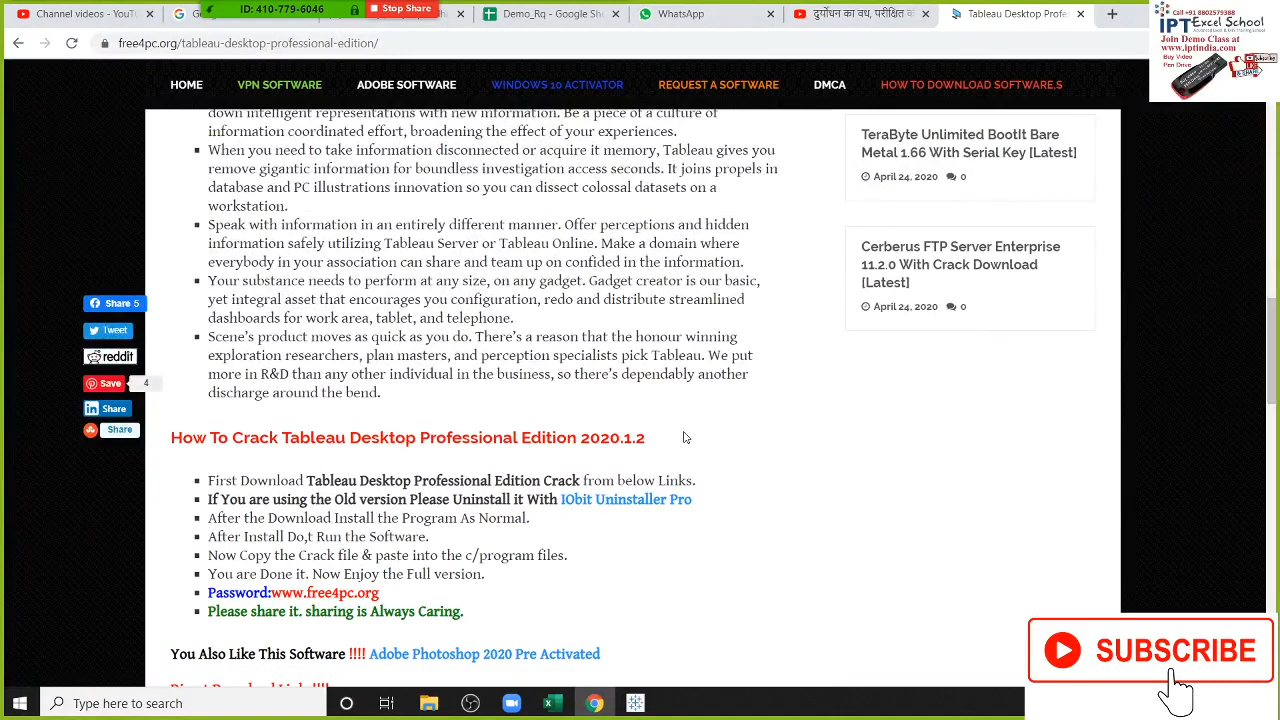 Calendar - YouTu
G
ID: 410-779-6046
Stop Share
Demo_Rq - Google S
WhatsApp
दुर्योधन का वध, परीक्षित
Tableau Desktop Profes
free4pc.org/tableau-desktop-professional-edition/
Call +91 8802579388
IPT Excel School
Join Demo Class at
www.iptindia.com
Buy Video
Pen Drive
HOME
VPN SOFTWARE
ADOBE SOFTWARE
WINDOWS 10 ACTIVATOR
REQUEST A SOFTWARE
DMCA
HOW TO DOWNLOAD SOFTWARE,S
down intelligent representations with new information. Be a piece of a culture of
information coordinated effort, broadening the effect of your experiences.
When you need to take information disconnected or acquire it memory, Tableau gives you
remove gigantic information for boundless investigation access seconds. It joins propels in
database and PC illustrations innovation so you can dissect colossal datasets on a
workstation.
Speak with information in an entirely different manner. Offer perceptions and hidden
information safely utilizing Tableau Server or Tableau Online. Make a domain where
everybody in your association can share and team up on confided in the information.
Your substance needs to perform at any size, on any gadget. Gadget creator is our basic,
yet integral asset that encourages you configuration, redo and distribute streamlined
dashboards for work area, tablet, and telephone.
Scene's product moves as quick as you do. There's a reason that the honour winning
exploration researchers, plan masters, and perception specialists pick Tableau. We put
more in R&D than any other individual in the business, so there's dependably another
discharge around the bend.
TeraByte Unlimited BootIt Bare
Metal 1.66 With Serial Key [Latest]
April 24, 2020 0
Cerberus FTP Server Enterprise
11.2.0 With Crack Download
[Latest]
April 24, 2020 0
Share 5
Tweet
reddit
Save 4
Share
Share
How To Crack Tableau Desktop Professional Edition 2020.1.2
First Download Tableau Desktop Professional Edition Crack from below Links.
If You are using the Old version Please Uninstall it With IObit Uninstaller Pro
After the Download Install the Program As Normal.
After Install Do,t Run the Software.
Now Copy the Crack file & paste into the c/program files.
You are Done it. Now Enjoy the Full version.
Password:www.free4pc.org
Please share it. sharing is Always Caring.
You Also Like This Software !!!! Adobe Photoshop 2020 Pre Activated
SUBSCRIBE
Type here to search